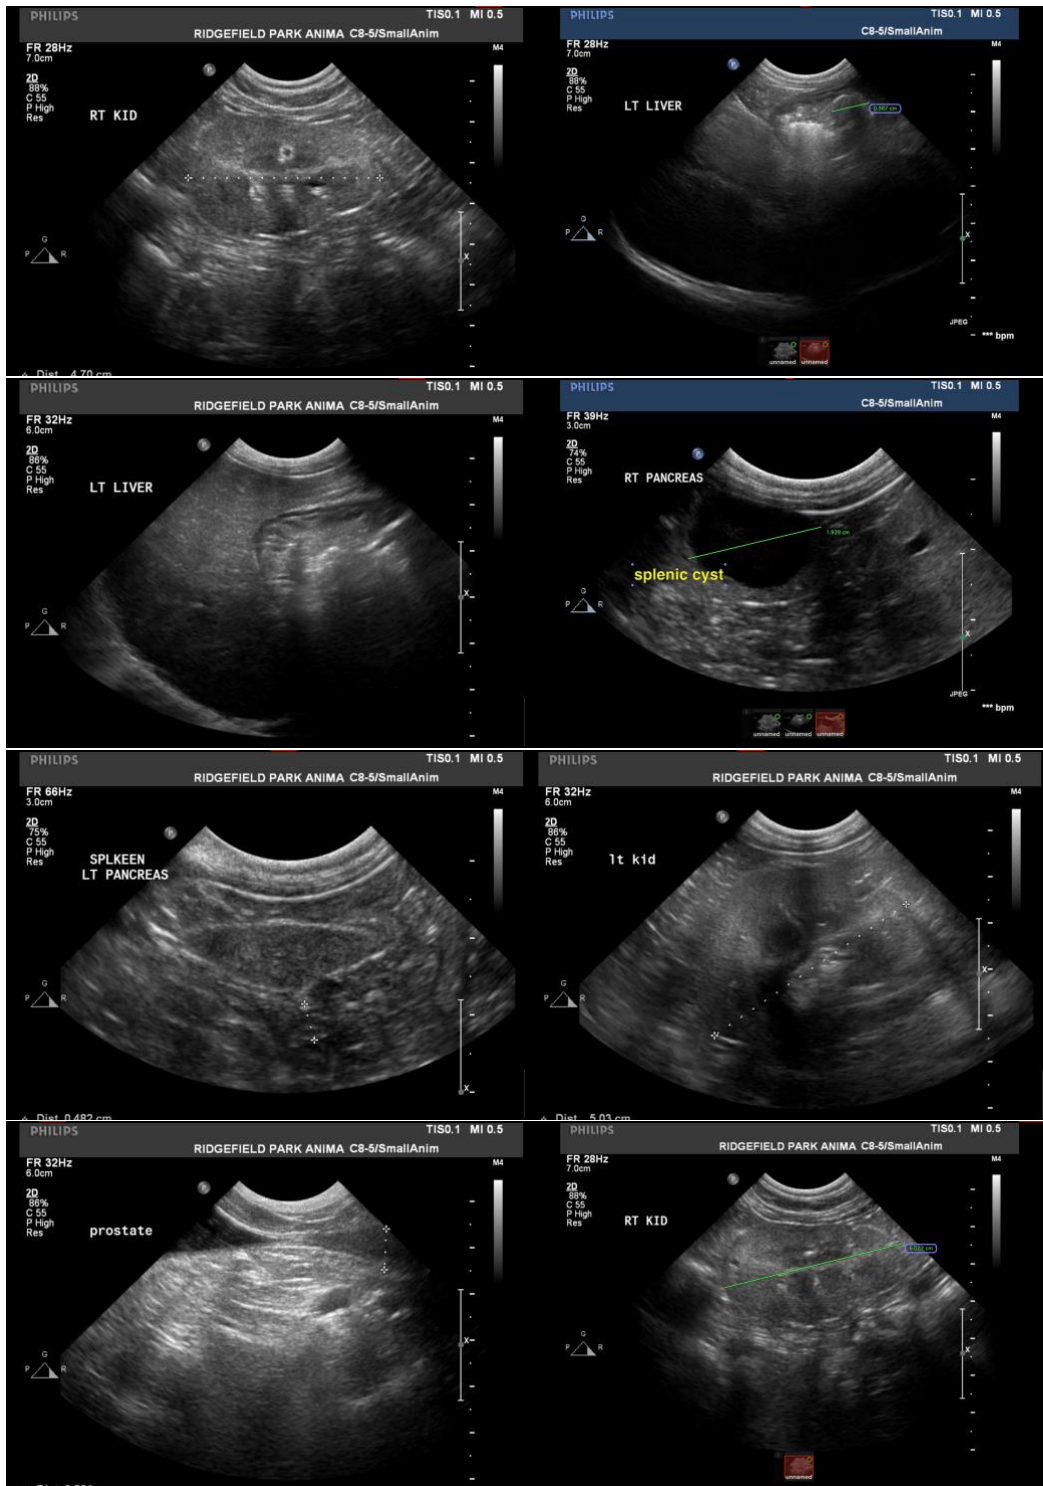 PHILIPS
TIS0.1 MI 0.5
RIDGEFIELD PARK ANIMA C8-5/SmallAnim
FR 28Hz
7.0cm
M4
2D
88%
C 55
P High
Res
RT KID
P
G
P R
X
Dist 4.70 cm
PHILIPS
TIS0.1 MI 0.5
C8-5/SmallAnim
FR 28Hz
7.0cm
M4
2D
88%
C 55
P High
Res
LT LIVER
G
P R
X
JPEG
*** bpm
unnamed unnamed
PHILIPS
TIS0.1 MI 0.5
RIDGEFIELD PARK ANIMA C8-5/SmallAnim
FR 32Hz
6.0cm
M4
2D
86%
C 55
P High
Res
LT LIVER
G
P R
X
PHILIPS
TIS0.1 MI 0.5
C8-5/SmallAnim
FR 39Hz
3.0cm
M4
2D
74%
C 55
P High
Res
RT PANCREAS
splenic cyst
G
P R
X
JPEG
*** bpm
unnamed unnamed unnamed
PHILIPS
TIS0.1 MI 0.5
RIDGEFIELD PARK ANIMA C8-5/SmallAnim
FR 66Hz
3.0cm
M4
2D
75%
C 55
P High
Res
SPLKEEN
LT PANCREAS
G
P R
X
Dist 0.482 cm
PHILIPS
TIS0.1 MI 0.5
RIDGEFIELD PARK ANIMA C8-5/SmallAnim
FR 32Hz
6.0cm
M4
2D
86%
C 55
P High
Res
lt kid
G
P R
X
Dist 5.03 cm
PHILIPS
TIS0.1 MI 0.5
RIDGEFIELD PARK ANIMA C8-5/SmallAnim
FR 32Hz
6.0cm
M4
2D
86%
C 55
P High
Res
prostate
G
P R
X
PHILIPS
TIS0.1 MI 0.5
RIDGEFIELD PARK ANIMA C8-5/SmallAnim
FR 28Hz
7.0cm
M4
2D
88%
C 55
P High
Res
RT KID
G
P R
X
unnamed